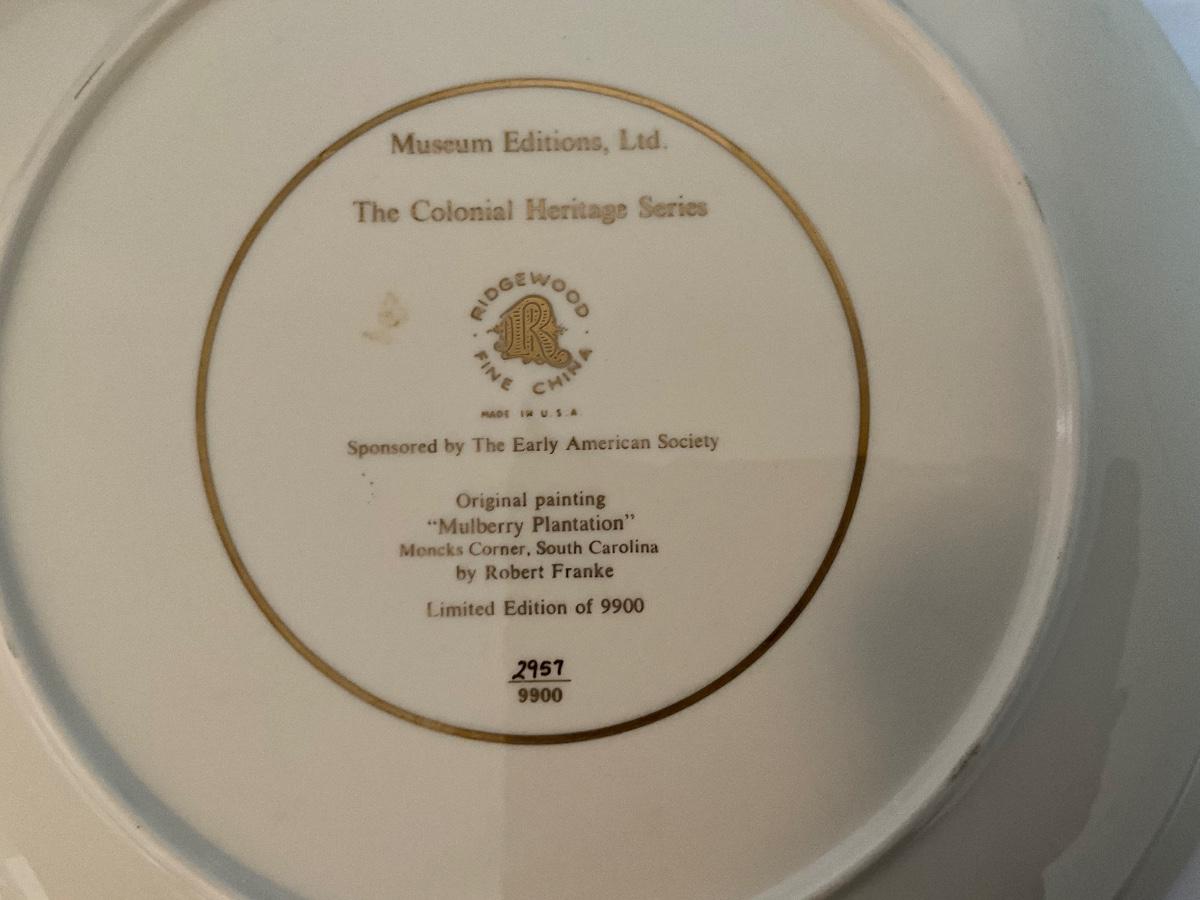 Museum Editions, Ltd.
The Colonial Heritage Series
· RIDGEWOOD ·
R
FINE CHINA
MADE IN U.S.A.
Sponsored by The Early American Society
Original painting
“Mulberry Plantation”
Moncks Corner, South Carolina
by Robert Franke
Limited Edition of 9900
2957
9900